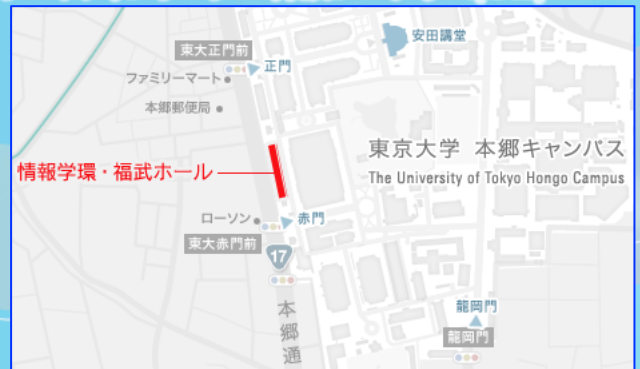 安田講堂
東大正門前
正門
ファミリーマート
本郷郵便局
東京大学 本郷キャンパス
The University of Tokyo Hongo Campus
情報学環・福武ホール
ローソン
赤門
東大赤門前
17
本郷通
龍岡門
龍岡門